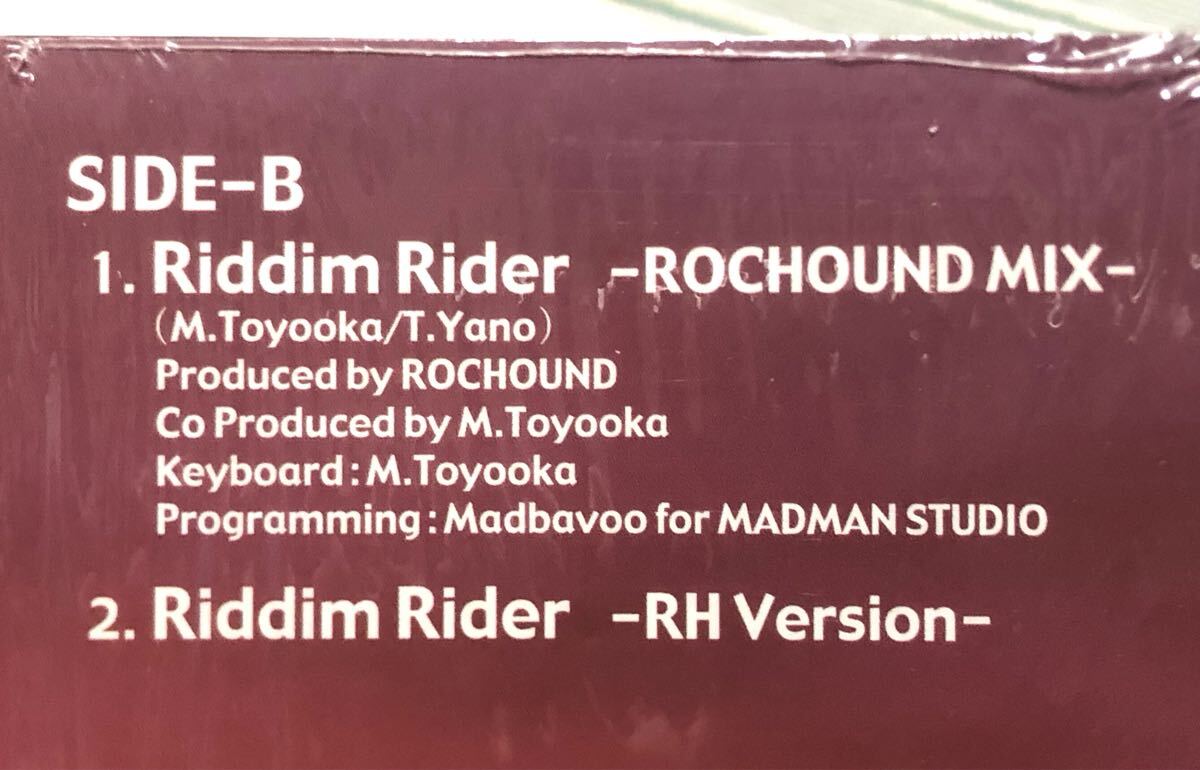 SIDE-B
1. Riddim Rider -ROCHOUND MIX-
(M.Toyooka/T.Yano)
Produced by ROCHOUND
Co Produced by M.Toyooka
Keyboard:M.Toyooka
Programming:Madbavoo for MADMAN STUDIO
2. Riddim Rider -RH Version-